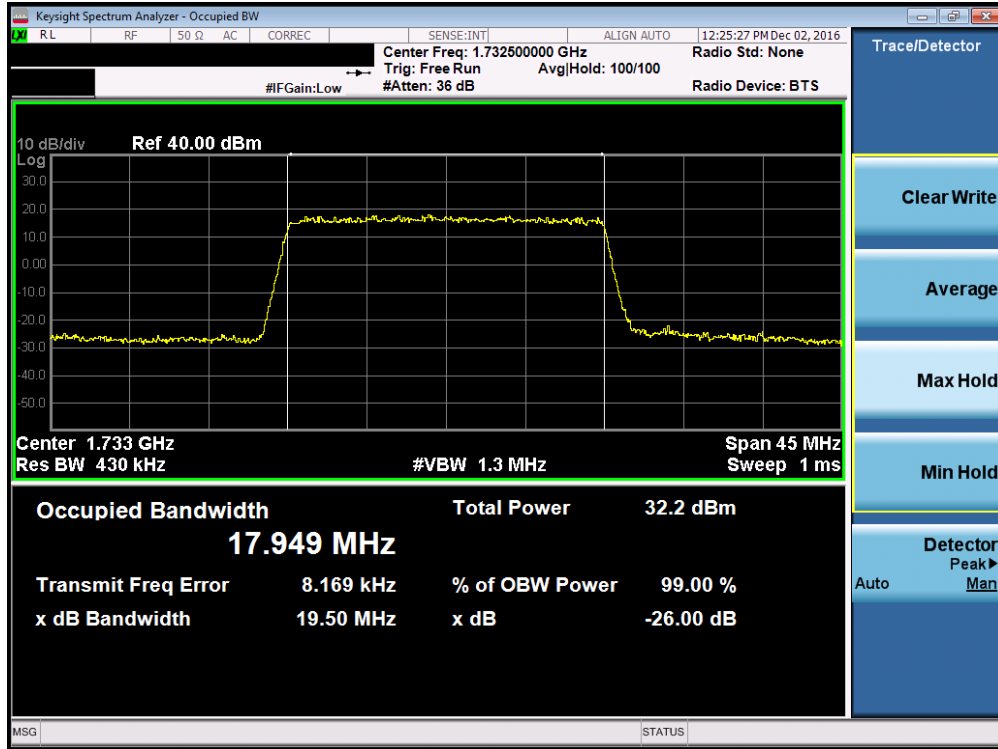 Keysight Spectrum Analyzer - Occupied BW
LXI RL RF 50 Ω AC CORREC SENSE:INT ALIGN AUTO 12:25:27 PM Dec 02, 2016
Center Freq: 1.732500000 GHz Radio Std: None
Trig: Free Run Avg|Hold: 100/100
#IFGain:Low #Atten: 36 dB Radio Device: BTS
Trace/Detector
10 dB/div Ref 40.00 dBm
Log
30.0
20.0
10.0
0.00
-10.0
-20.0
-30.0
-40.0
-50.0
Center 1.733 GHz Span 45 MHz
Res BW 430 kHz #VBW 1.3 MHz Sweep 1 ms
Occupied Bandwidth Total Power 32.2 dBm
17.949 MHz
Transmit Freq Error 8.169 kHz % of OBW Power 99.00 %
x dB Bandwidth 19.50 MHz x dB -26.00 dB
Clear Write
Average
Max Hold
Min Hold
Detector
Peak▶
Auto Man
MSG STATUS